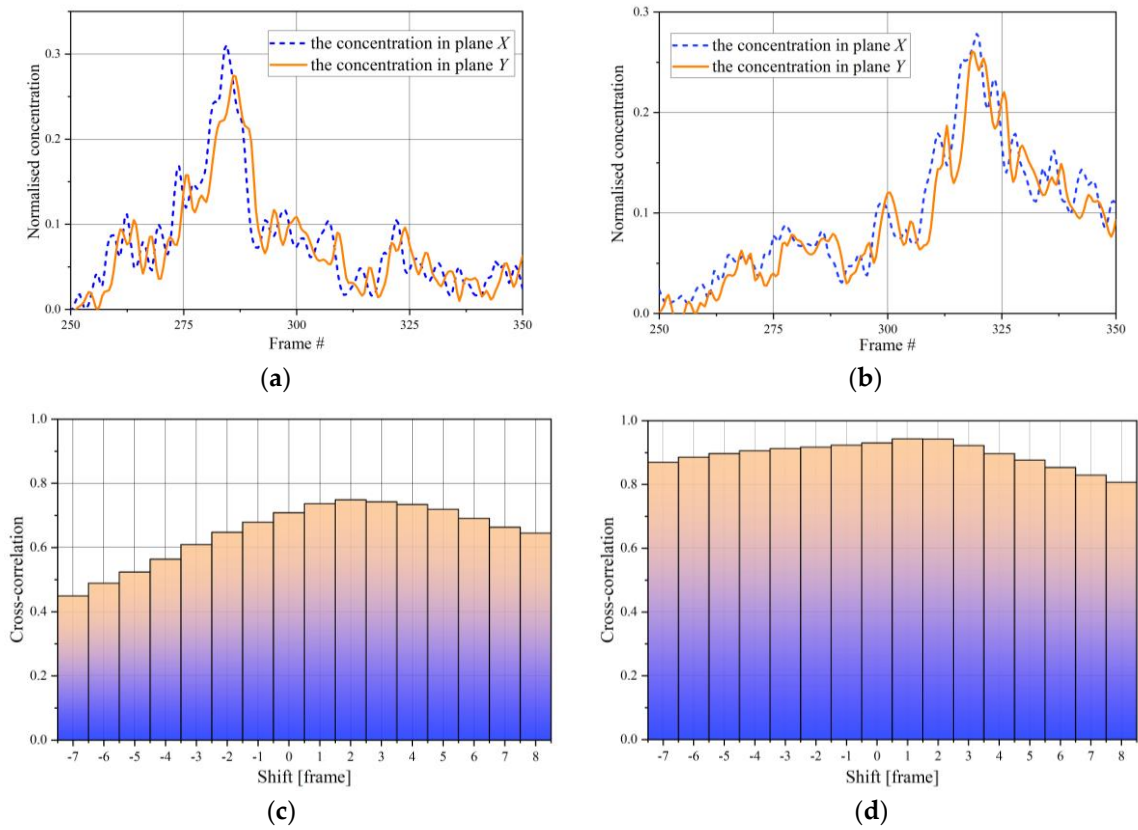 0.3
0.2
0.1
0.0
Normalised concentration
the concentration in plane X
the concentration in plane Y
250 275 300 325 350
Frame #
(a)
0.3
0.2
0.1
0.0
Normalised concentration
the concentration in plane X
the concentration in plane Y
250 275 300 325 350
Frame #
(b)
1.0
0.8
0.6
0.4
0.2
0.0
Cross-correlation
-7 -6 -5 -4 -3 -2 -1 0 1 2 3 4 5 6 7 8
Shift [frame]
(c)
1.0
0.8
0.6
0.4
0.2
0.0
Cross-correlation
-7 -6 -5 -4 -3 -2 -1 0 1 2 3 4 5 6 7 8
Shift [frame]
(d)